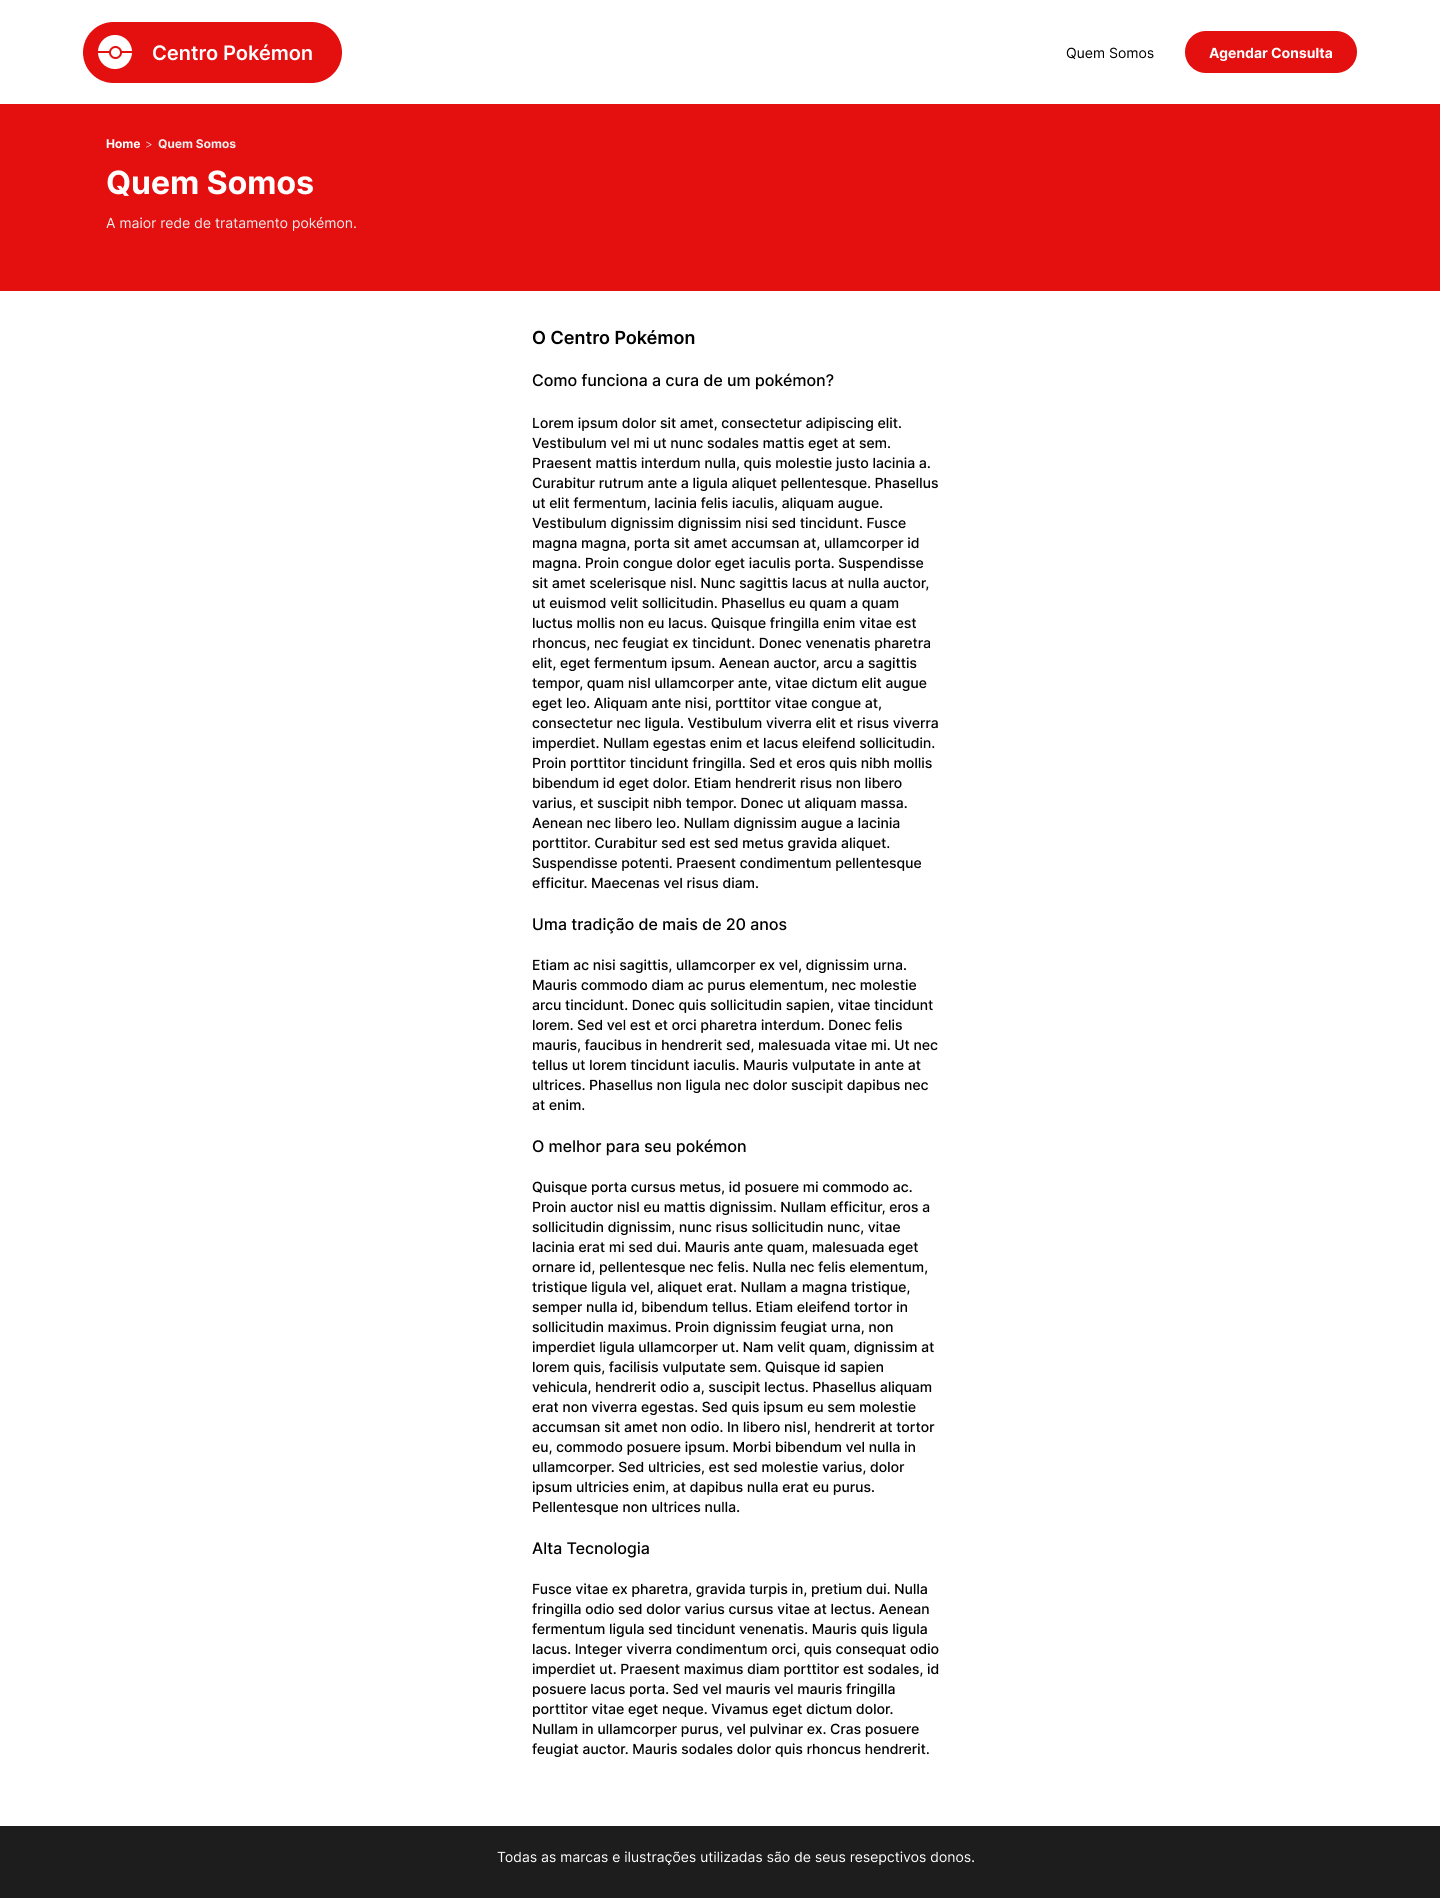 Centro Pokémon
Quem Somos
Agendar Consulta
Home > Quem Somos
Quem Somos
A maior rede de tratamento pokémon.
O Centro Pokémon
Como funciona a cura de um pokémon?
Lorem ipsum dolor sit amet, consectetur adipiscing elit.
Vestibulum vel mi ut nunc sodales mattis eget at sem.
Praesent mattis interdum nulla, quis molestie justo lacinia a.
Curabitur rutrum ante a ligula aliquet pellentesque. Phasellus
ut elit fermentum, lacinia felis iaculis, aliquam augue.
Vestibulum dignissim dignissim nisi sed tincidunt. Fusce
magna magna, porta sit amet accumsan at, ullamcorper id
magna. Proin congue dolor eget iaculis porta. Suspendisse
sit amet scelerisque nisl. Nunc sagittis lacus at nulla auctor,
ut euismod velit sollicitudin. Phasellus eu quam a quam
luctus mollis non eu lacus. Quisque fringilla enim vitae est
rhoncus, nec feugiat ex tincidunt. Donec venenatis pharetra
elit, eget fermentum ipsum. Aenean auctor, arcu a sagittis
tempor, quam nisl ullamcorper ante, vitae dictum elit augue
eget leo. Aliquam ante nisi, porttitor vitae congue at,
consectetur nec ligula. Vestibulum viverra elit et risus viverra
imperdiet. Nullam egestas enim et lacus eleifend sollicitudin.
Proin porttitor tincidunt fringilla. Sed et eros quis nibh mollis
bibendum id eget dolor. Etiam hendrerit risus non libero
varius, et suscipit nibh tempor. Donec ut aliquam massa.
Aenean nec libero leo. Nullam dignissim augue a lacinia
porttitor. Curabitur sed est sed metus gravida aliquet.
Suspendisse potenti. Praesent condimentum pellentesque
efficitur. Maecenas vel risus diam.
Uma tradição de mais de 20 anos
Etiam ac nisi sagittis, ullamcorper ex vel, dignissim urna.
Mauris commodo diam ac purus elementum, nec molestie
arcu tincidunt. Donec quis sollicitudin sapien, vitae tincidunt
lorem. Sed vel est et orci pharetra interdum. Donec felis
mauris, faucibus in hendrerit sed, malesuada vitae mi. Ut nec
tellus ut lorem tincidunt iaculis. Mauris vulputate in ante at
ultrices. Phasellus non ligula nec dolor suscipit dapibus nec
at enim.
O melhor para seu pokémon
Quisque porta cursus metus, id posuere mi commodo ac.
Proin auctor nisl eu mattis dignissim. Nullam efficitur, eros a
sollicitudin dignissim, nunc risus sollicitudin nunc, vitae
lacinia erat mi sed dui. Mauris ante quam, malesuada eget
ornare id, pellentesque nec felis. Nulla nec felis elementum,
tristique ligula vel, aliquet erat. Nullam a magna tristique,
semper nulla id, bibendum tellus. Etiam eleifend tortor in
sollicitudin maximus. Proin dignissim feugiat urna, non
imperdiet ligula ullamcorper ut. Nam velit quam, dignissim at
lorem quis, facilisis vulputate sem. Quisque id sapien
vehicula, hendrerit odio a, suscipit lectus. Phasellus aliquam
erat non viverra egestas. Sed quis ipsum eu sem molestie
accumsan sit amet non odio. In libero nisl, hendrerit at tortor
eu, commodo posuere ipsum. Morbi bibendum vel nulla in
ullamcorper. Sed ultricies, est sed molestie varius, dolor
ipsum ultricies enim, at dapibus nulla erat eu purus.
Pellentesque non ultrices nulla.
Alta Tecnologia
Fusce vitae ex pharetra, gravida turpis in, pretium dui. Nulla
fringilla odio sed dolor varius cursus vitae at lectus. Aenean
fermentum ligula sed tincidunt venenatis. Mauris quis ligula
lacus. Integer viverra condimentum orci, quis consequat odio
imperdiet ut. Praesent maximus diam porttitor est sodales, id
posuere lacus porta. Sed vel mauris vel mauris fringilla
porttitor vitae eget neque. Vivamus eget dictum dolor.
Nullam in ullamcorper purus, vel pulvinar ex. Cras posuere
feugiat auctor. Mauris sodales dolor quis rhoncus hendrerit.
Todas as marcas e ilustrações utilizadas são de seus resepctivos donos.